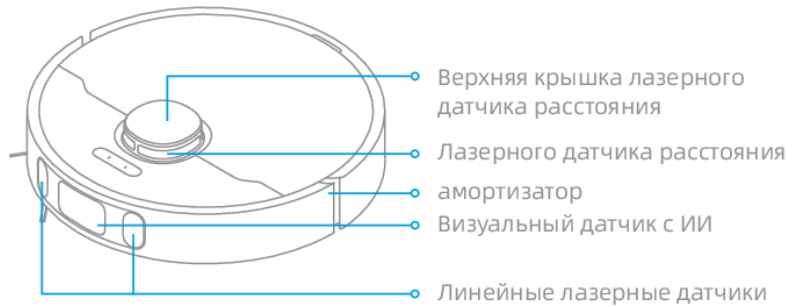 Верхняя крышка лазерного
датчика расстояния
Лазерного датчика расстояния
амортизатор
Визуальный датчик с ИИ
Линейные лазерные датчики